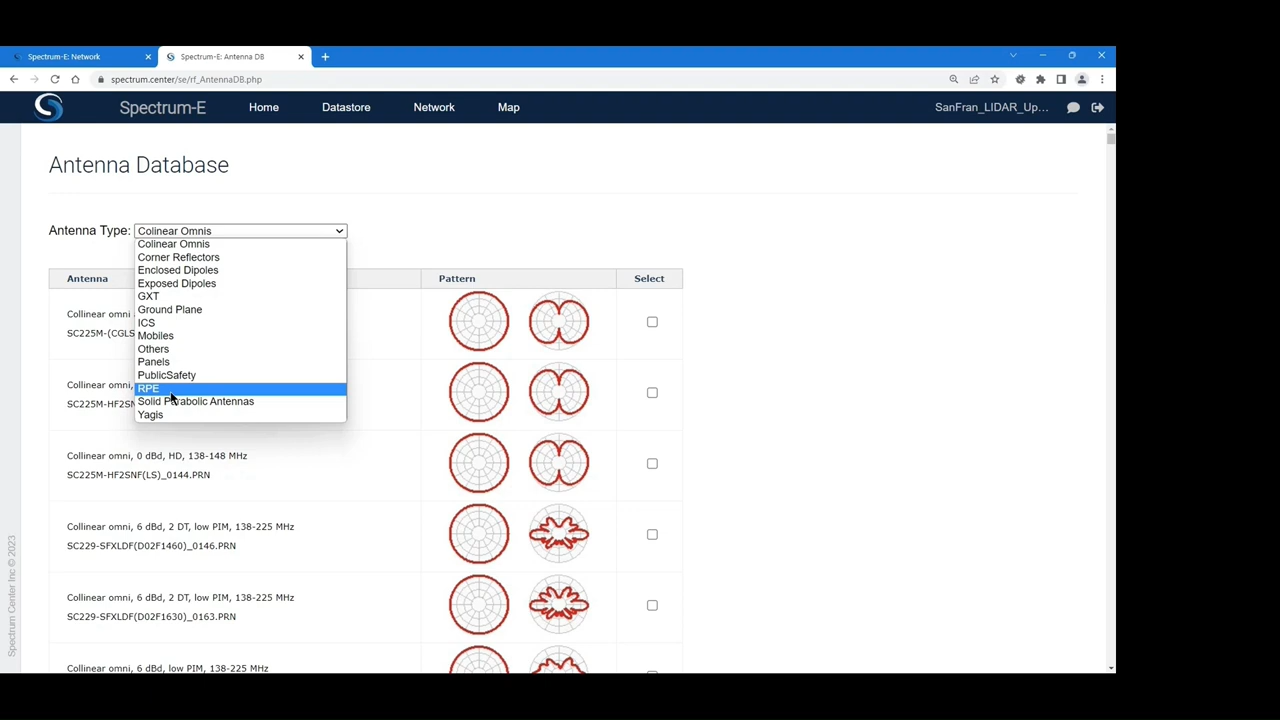 Spectrum-E: Network
Spectrum-E: Antenna DB
spectrum.center/se/rf_AntennaDB.php
Spectrum-E
Home
Datastore
Network
Map
SanFran_LIDAR_Up...
Antenna Database
Antenna Type: Colinear Omnis
Colinear Omnis
Corner Reflectors
Enclosed Dipoles
Exposed Dipoles
GXT
Ground Plane
ICS
Mobiles
Others
Panels
PublicSafety
RPE
Solid Parabolic Antennas
Yagis
Antenna
Pattern
Select
Collinear omni
SC225M-(CGLS
Collinear omni,
SC225M-HF2SN
Collinear omni, 0 dBd, HD, 138-148 MHz
SC225M-HF2SNF(LS)_0144.PRN
Collinear omni, 6 dBd, 2 DT, low PIM, 138-225 MHz
SC229-SFXLDF(D02F1460)_0146.PRN
Collinear omni, 6 dBd, 2 DT, low PIM, 138-225 MHz
SC229-SFXLDF(D02F1630)_0163.PRN
Collinear omni, 6 dBd, low PIM, 138-225 MHz
Spectrum Center Inc © 2023